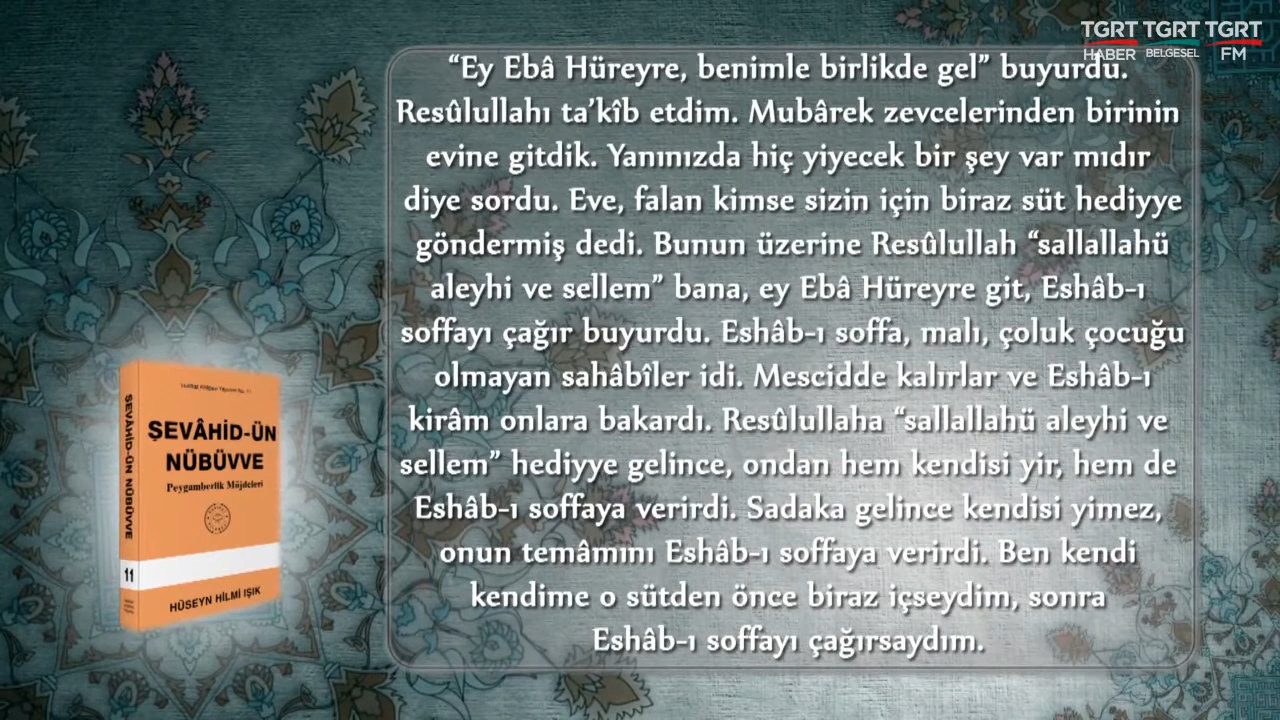 TGRT TGRT TGRT
HABER BELGESEL FM
“Ey Ebâ Hüreyre, benimle birlikde gel” buyurdu.
Resûlullahı ta’kîb etdim. Mubârek zevcelerinden birinin
evine gitdik. Yanınızda hiç yiyecek bir şey var mıdır
diye sordu. Eve, falan kimse sizin için biraz süt hediyye
göndermiş dedi. Bunun üzerine Resûlullah “sallallahü
aleyhi ve sellem” bana, ey Ebâ Hüreyre git, Eshâb-ı
soffayı çağır buyurdu. Eshâb-ı soffa, malı, çoluk çocuğu
olmayan sahâbîler idi. Mescidde kalırlar ve Eshâb-ı
kirâm onlara bakardı. Resûlullaha “sallallahü aleyhi ve
sellem” hediyye gelince, ondan hem kendisi yir, hem de
Eshâb-ı soffaya verirdi. Sadaka gelince kendisi yimez,
onun temâmını Eshâb-ı soffaya verirdi. Ben kendi
kendime o sütden önce biraz içseydim, sonra
Eshâb-ı soffayı çağırsaydım.
ŞEVÂHİD-ÜN
NÜBÜVVE
Peygamberlik Müjdeleri
HÜSEYN HİLMİ IŞIK
ŞEVÂHİD-ÜN NÜBÜVVE
11